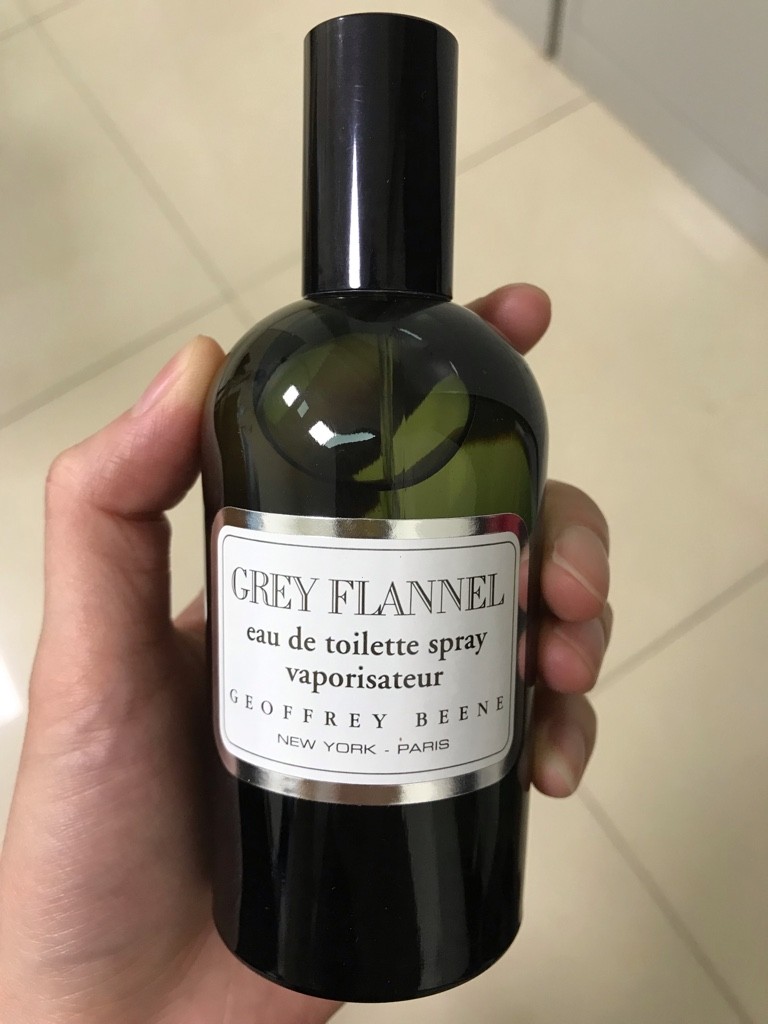 GREY FLANNEL
eau de toilette spray
vaporisateur
GEOFFREY BEENE
NEW YORK - PARIS